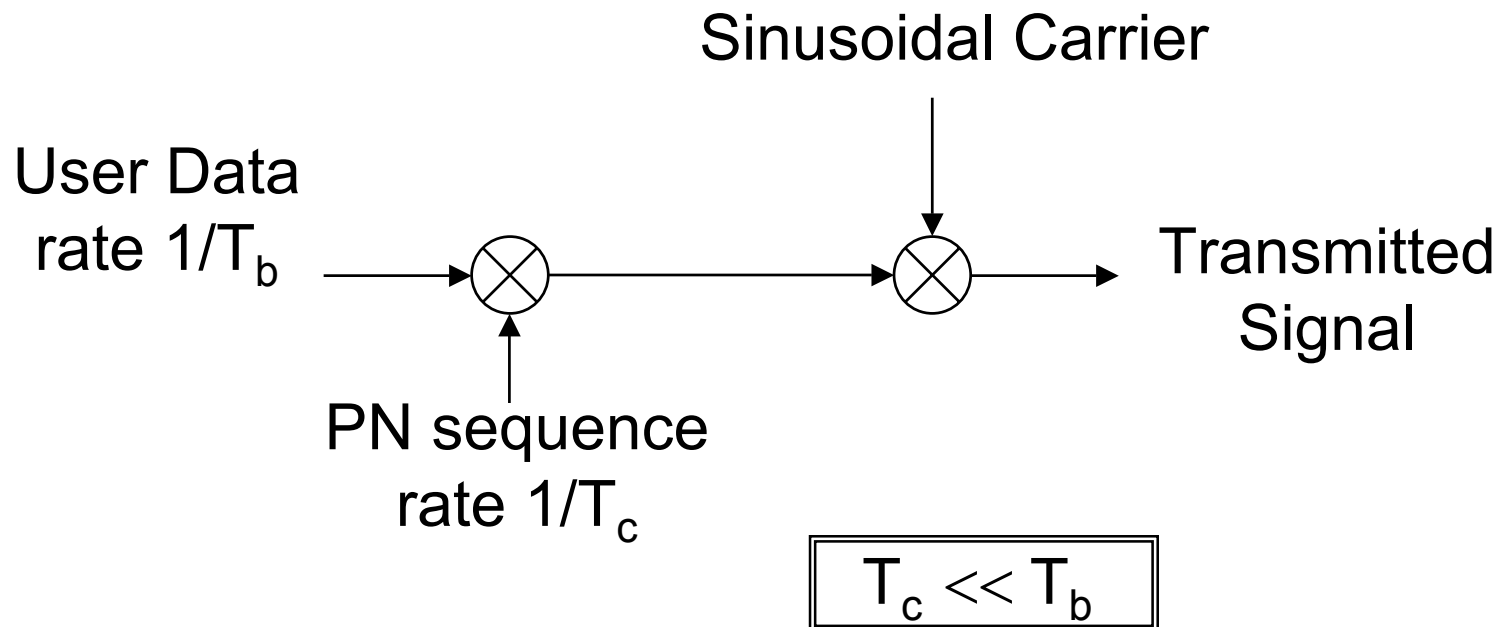 Sinusoidal Carrier
User Data
rate 1/T_b
Transmitted
Signal
PN sequence
rate 1/T_c
T_c << T_b